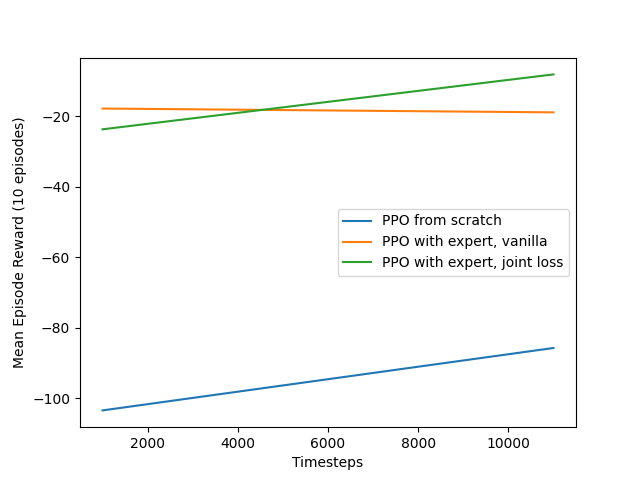 −20
−40
−60
−80
−100
Mean Episode Reward (10 episodes)
PPO from scratch
PPO with expert, vanilla
PPO with expert, joint loss
2000 4000 6000 8000 10000
Timesteps